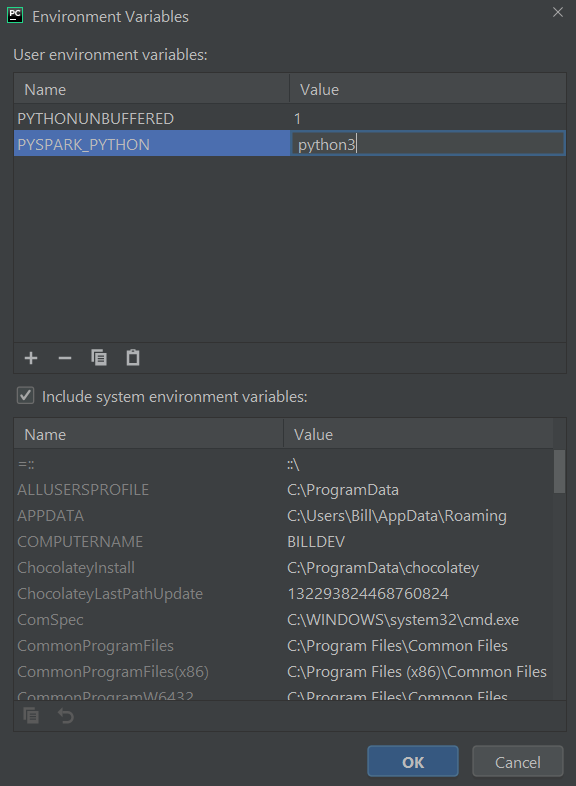 PC Environment Variables
User environment variables:
Name Value
PYTHONUNBUFFERED 1
PYSPARK_PYTHON python3
Include system environment variables:
Name Value
=:: ::\
ALLUSERSPROFILE C:\ProgramData
APPDATA C:\Users\Bill\AppData\Roaming
COMPUTERNAME BILLDEV
ChocolateyInstall C:\ProgramData\chocolatey
ChocolateyLastPathUpdate 132293824468760824
ComSpec C:\WINDOWS\system32\cmd.exe
CommonProgramFiles C:\Program Files\Common Files
CommonProgramFiles(x86) C:\Program Files (x86)\Common Files
CommonProgramW6432 C:\Program Files\Common Files
OK Cancel